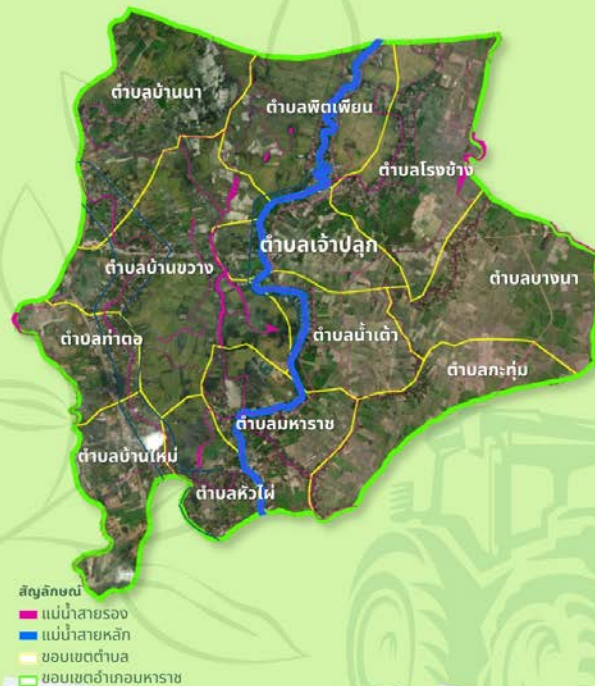 ตำบลบ้านนา
ตำบลพิตเพียน
ตำบลโรงช้าง
ตำบลเจ้าปลุก
ตำบลบ้านขวาง
ตำบลบางนา
ตำบลท่าตอ
ตำบลน้ำเต้า
ตำบลกะทุ่ม
ตำบลมหาราช
ตำบลบ้านใหม่
ตำบลหัวไผ่
สัญลักษณ์
แม่น้ำสายรอง
แม่น้ำสายหลัก
ขอบเขตตำบล
ขอบเขตอำเภอมหาราช